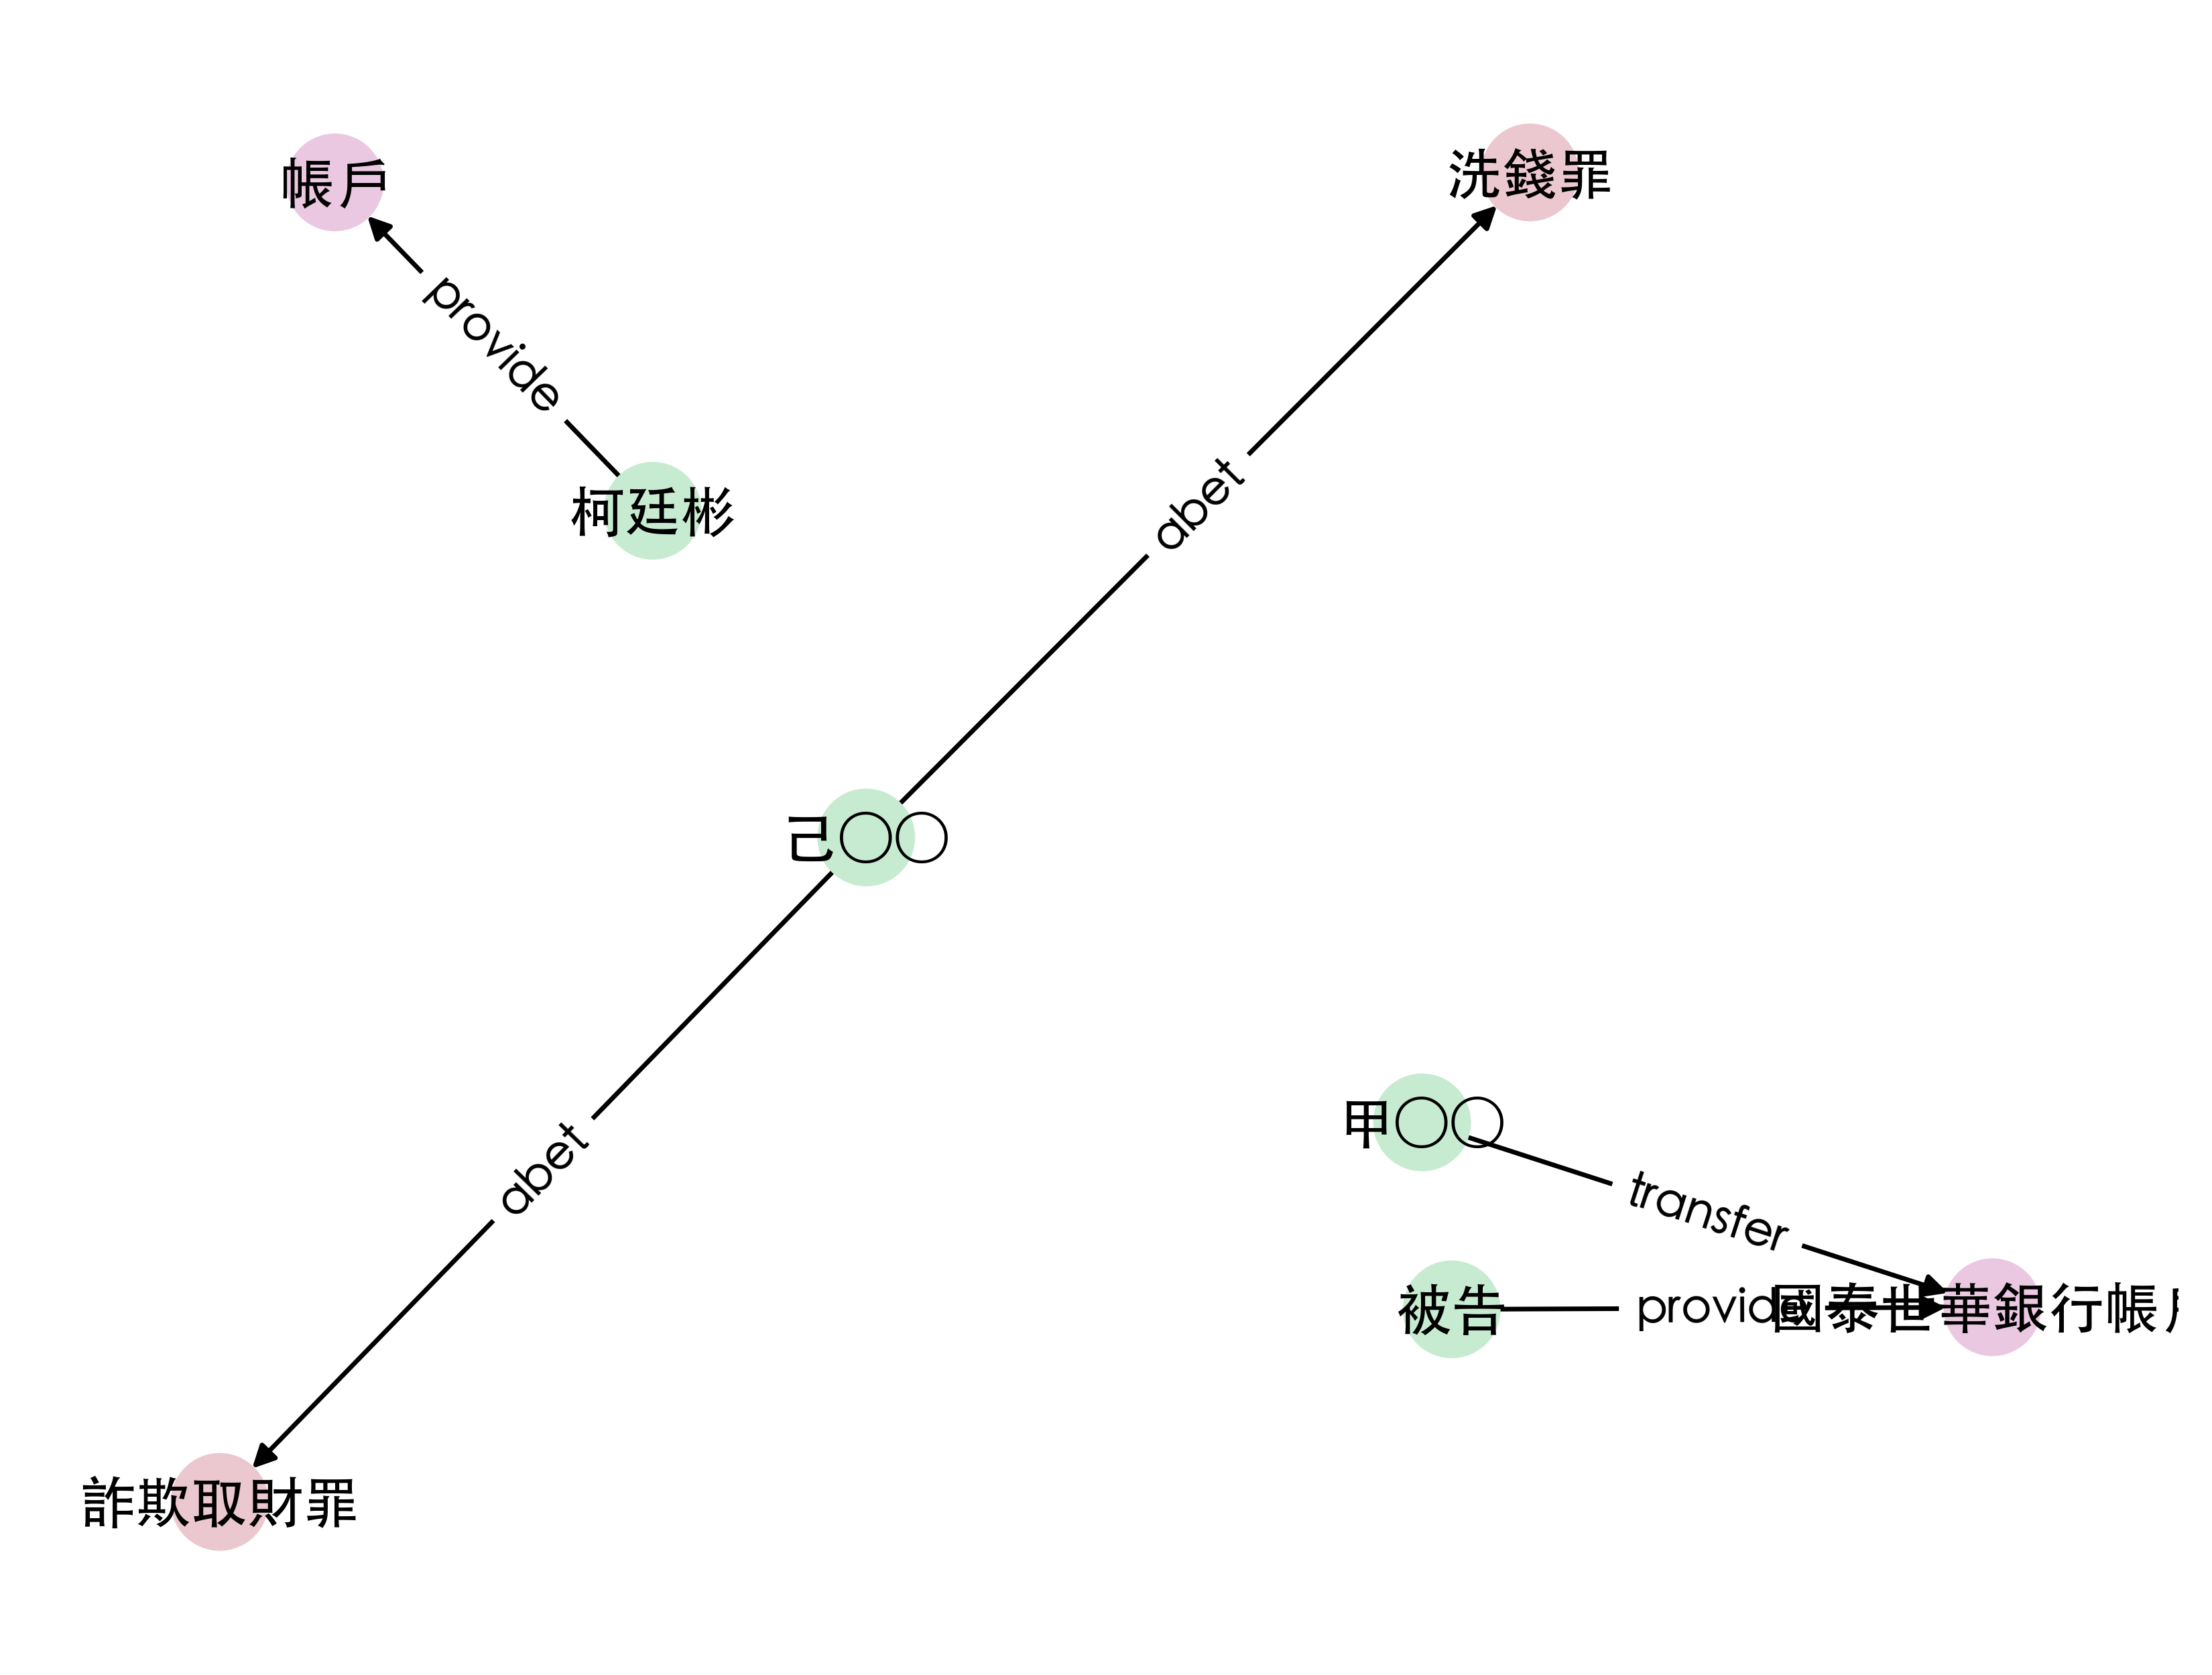 洗錢罪
帳戶
provide
柯廷彬
abet
己〇〇
甲〇〇
abet
transfer
被告
provide
國泰世華銀行帳戶
詐欺取財罪